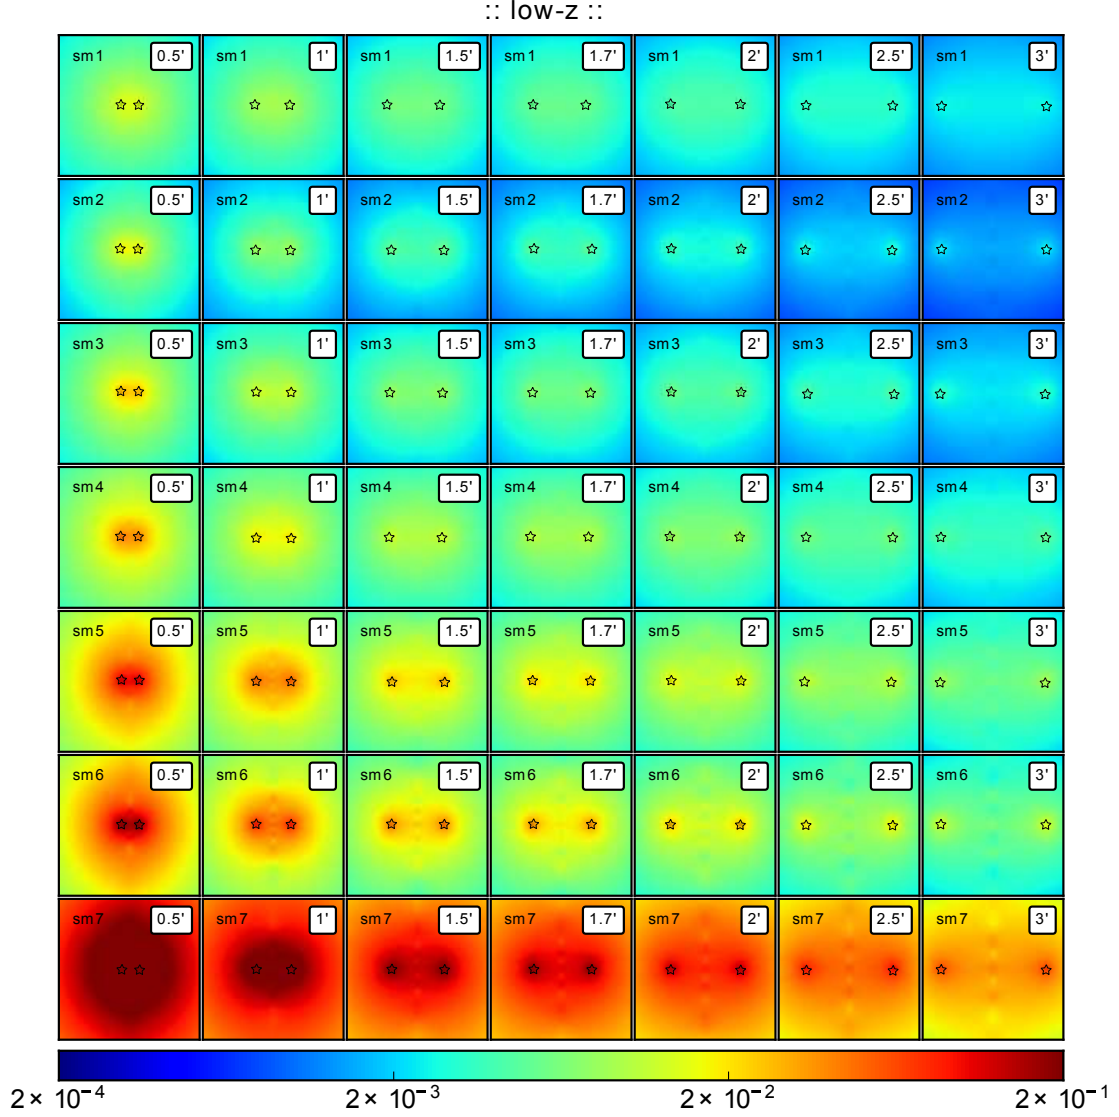 :: low-z ::
sm1 0.5' sm1 1' sm1 1.5' sm1 1.7' sm1 2' sm1 2.5' sm1 3'
sm2 0.5' sm2 1' sm2 1.5' sm2 1.7' sm2 2' sm2 2.5' sm2 3'
sm3 0.5' sm3 1' sm3 1.5' sm3 1.7' sm3 2' sm3 2.5' sm3 3'
sm4 0.5' sm4 1' sm4 1.5' sm4 1.7' sm4 2' sm4 2.5' sm4 3'
sm5 0.5' sm5 1' sm5 1.5' sm5 1.7' sm5 2' sm5 2.5' sm5 3'
sm6 0.5' sm6 1' sm6 1.5' sm6 1.7' sm6 2' sm6 2.5' sm6 3'
sm7 0.5' sm7 1' sm7 1.5' sm7 1.7' sm7 2' sm7 2.5' sm7 3'
2 × 10⁻⁴ 2 × 10⁻³ 2 × 10⁻² 2 × 10⁻¹